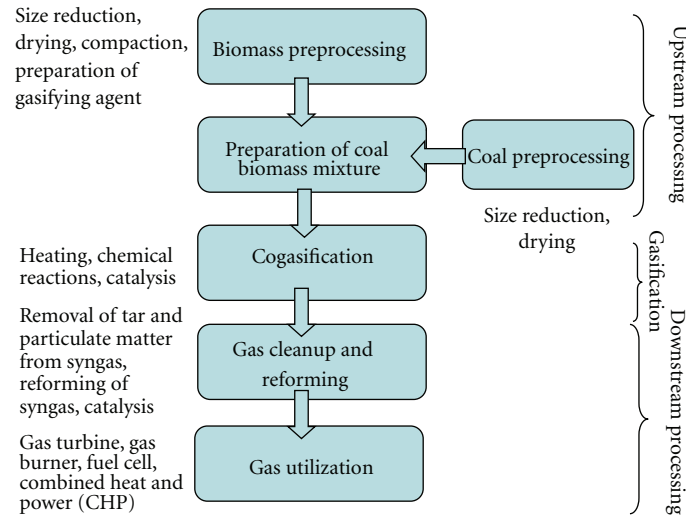 Size reduction,
drying, compaction,
preparation of
gasifying agent
Biomass preprocessing
Preparation of coal
biomass mixture
Coal preprocessing
Size reduction,
drying
Upstream processing
Heating, chemical
reactions, catalysis
Cogasification
Gasification
Removal of tar and
particulate matter
from syngas,
reforming of
syngas, catalysis
Gas cleanup and
reforming
Gas turbine, gas
burner, fuel cell,
combined heat and
power (CHP)
Gas utilization
Downstream processing